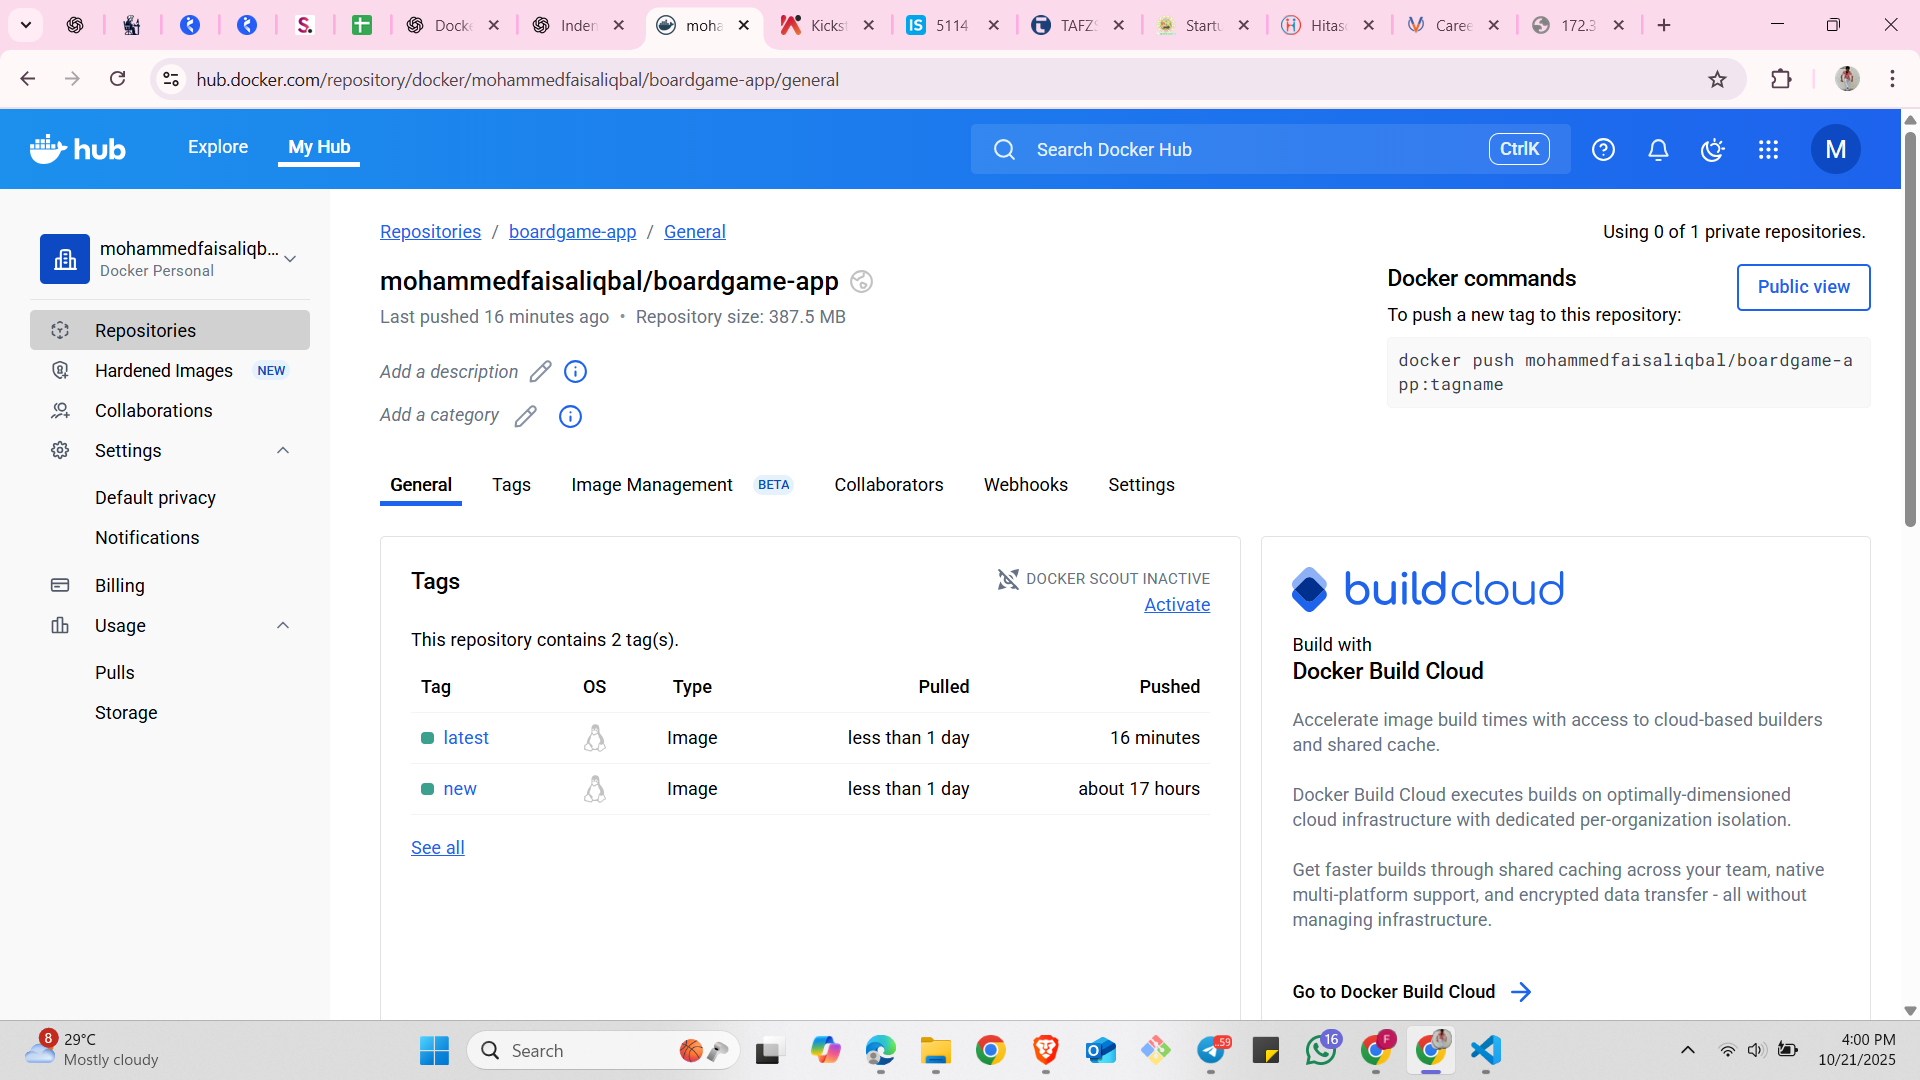 Docke
Inden
moha
Kickst
5114
TAFZS
Startu
Hitasc
Caree
172.3
hub.docker.com/repository/docker/mohammedfaisaliqbal/boardgame-app/general
hub
Explore
My Hub
Search Docker Hub
CtrlK
M
mohammedfaisaliqb...
Docker Personal
Repositories
Hardened Images NEW
Collaborations
Settings
Default privacy
Notifications
Billing
Usage
Pulls
Storage
Repositories / boardgame-app / General
Using 0 of 1 private repositories.
mohammedfaisaliqbal/boardgame-app
Last pushed 16 minutes ago • Repository size: 387.5 MB
Add a description
Add a category
Docker commands
Public view
To push a new tag to this repository:
docker push mohammedfaisaliqbal/boardgame-a
pp:tagname
General Tags Image Management BETA Collaborators Webhooks Settings
Tags
DOCKER SCOUT INACTIVE
Activate
This repository contains 2 tag(s).
Tag OS Type Pulled Pushed
latest Image less than 1 day 16 minutes
new Image less than 1 day about 17 hours
See all
buildcloud
Build with
Docker Build Cloud
Accelerate image build times with access to cloud-based builders
and shared cache.
Docker Build Cloud executes builds on optimally-dimensioned
cloud infrastructure with dedicated per-organization isolation.
Get faster builds through shared caching across your team, native
multi-platform support, and encrypted data transfer - all without
managing infrastructure.
Go to Docker Build Cloud
8
29°C
Mostly cloudy
Search
.59
16
F
4:00 PM
10/21/2025